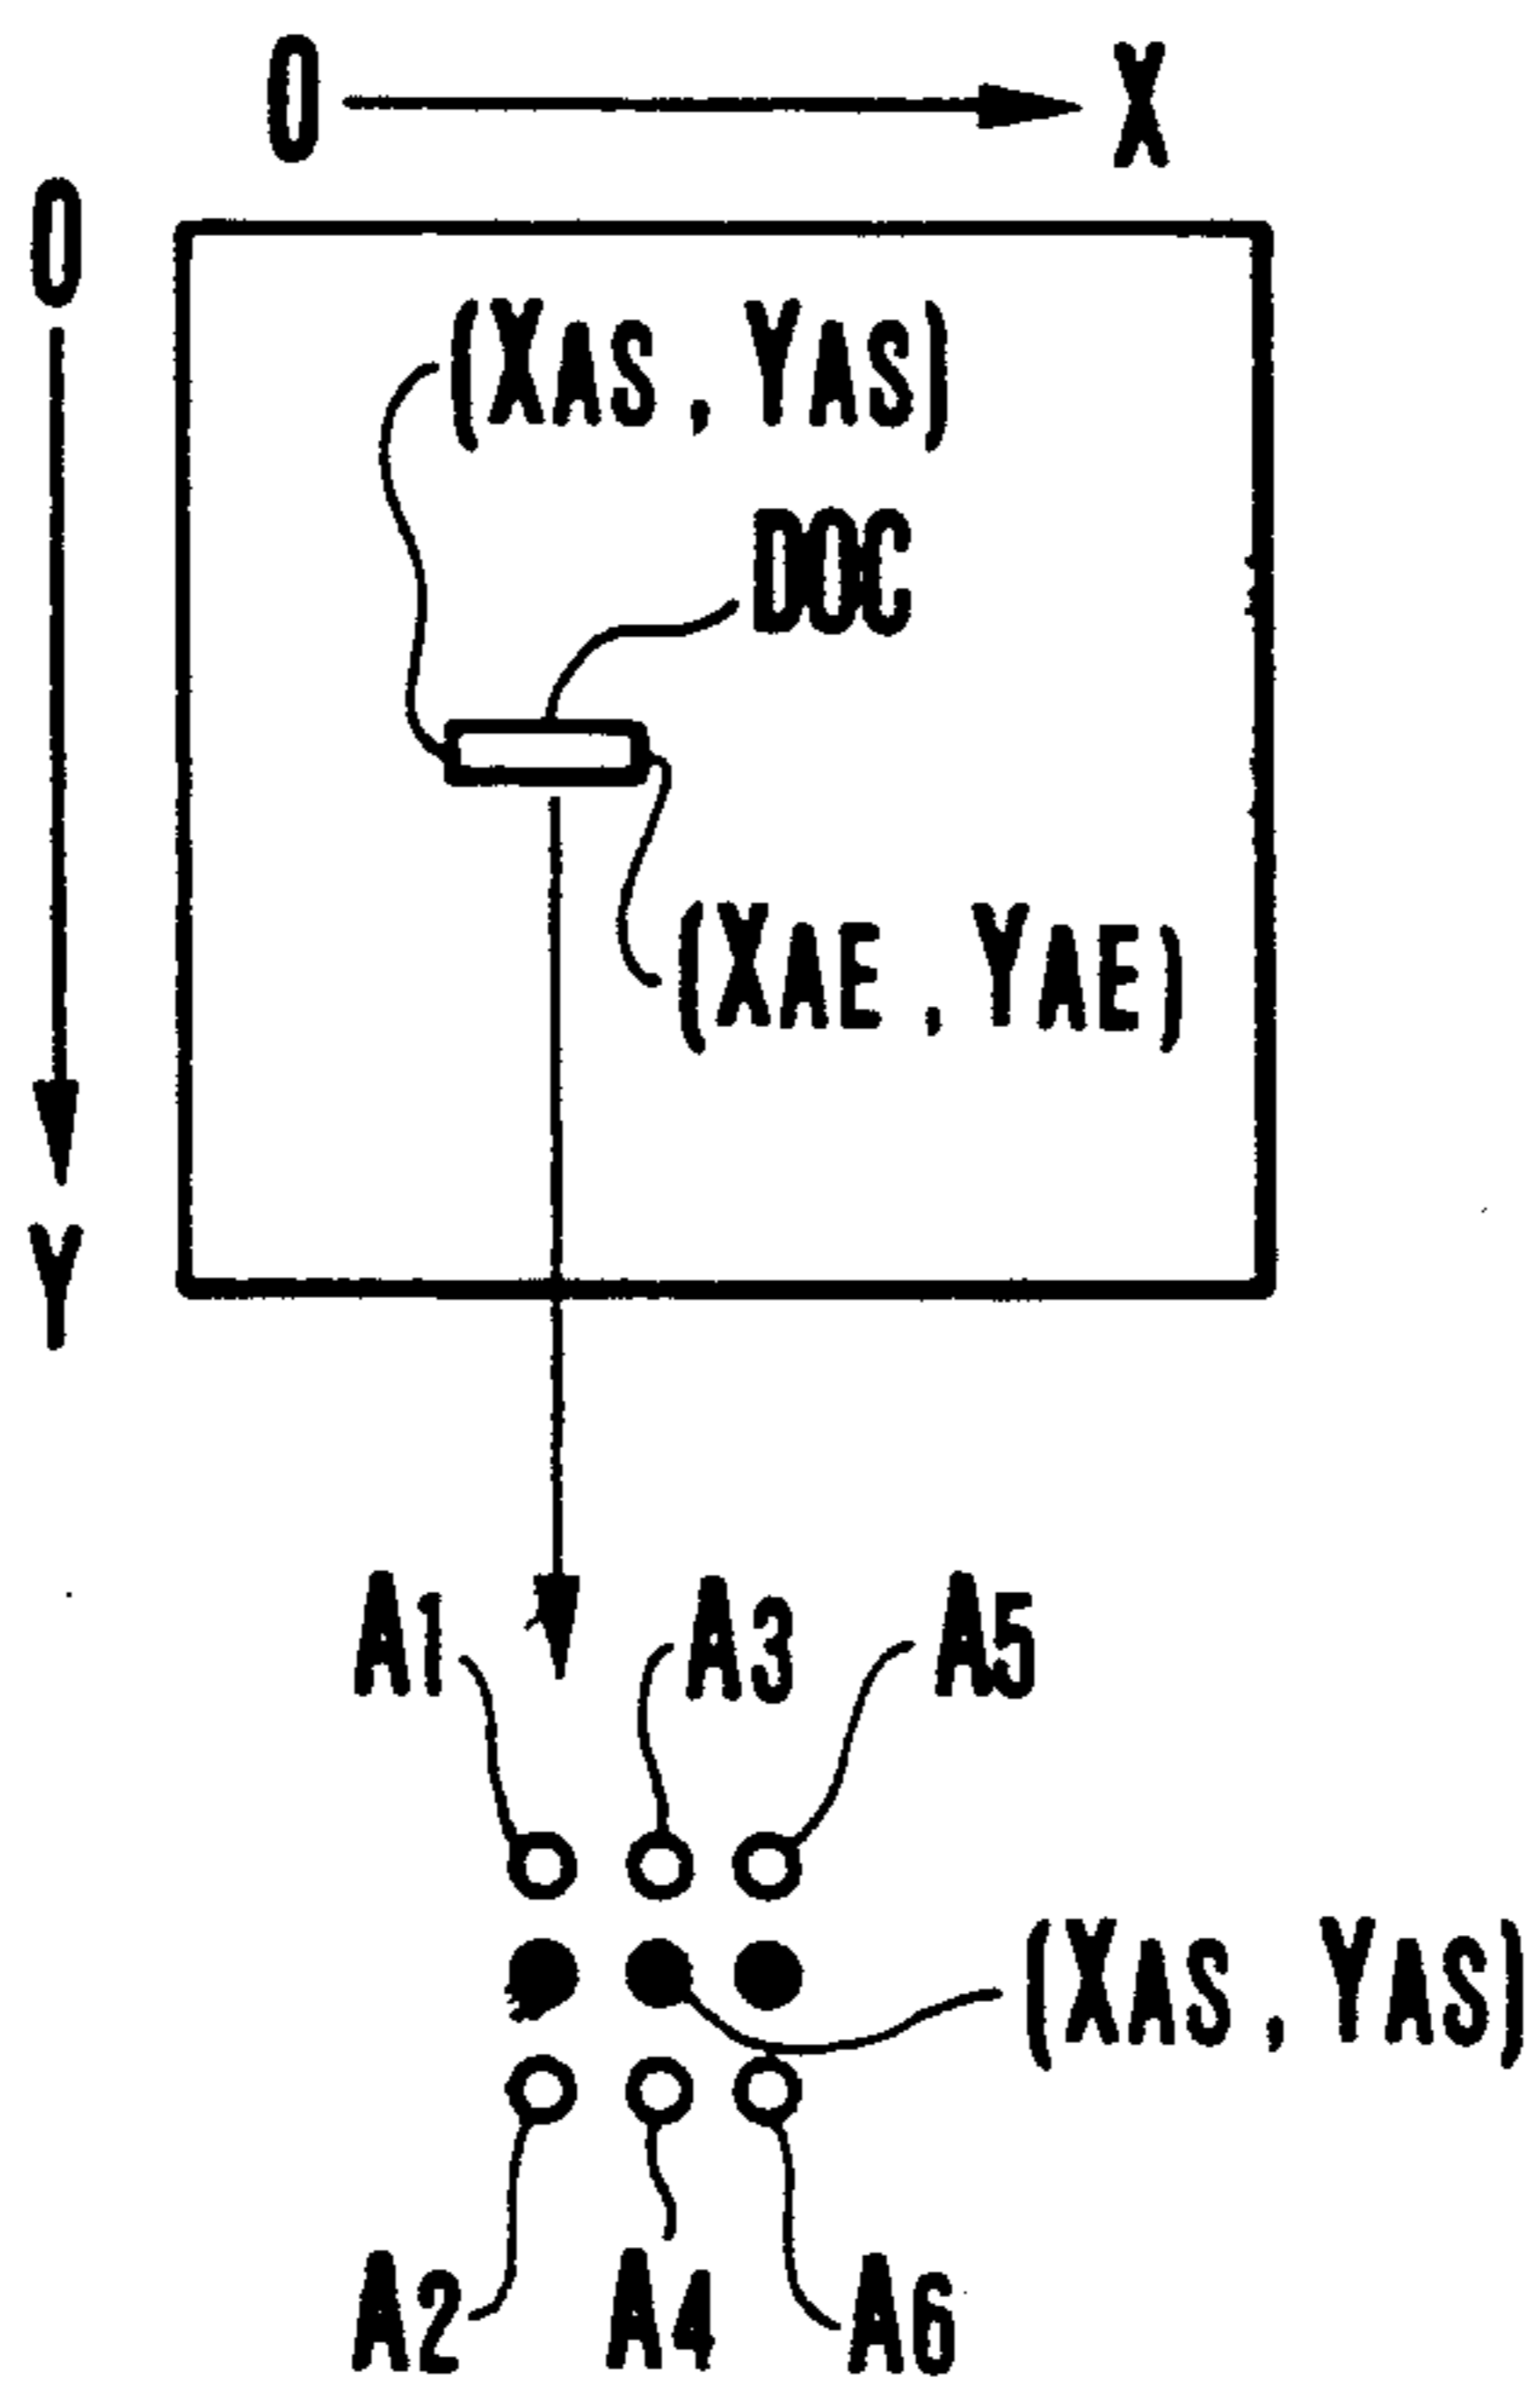 0 X
0
(XAS, YAS)
DOC
(XAE, YAE)
Y
A1 A3 A5
(XAS, YAS)
A2 A4 A6